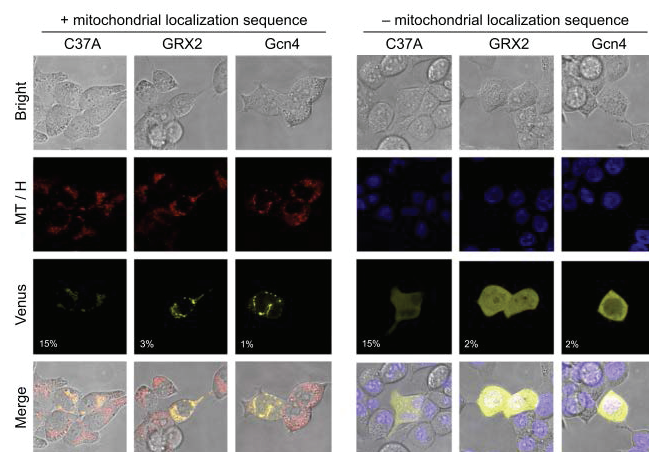 + mitochondrial localization sequence
– mitochondrial localization sequence
C37A GRX2 Gcn4 C37A GRX2 Gcn4
Bright
MT / H
Venus
15% 3% 1% 15% 2% 2%
Merge